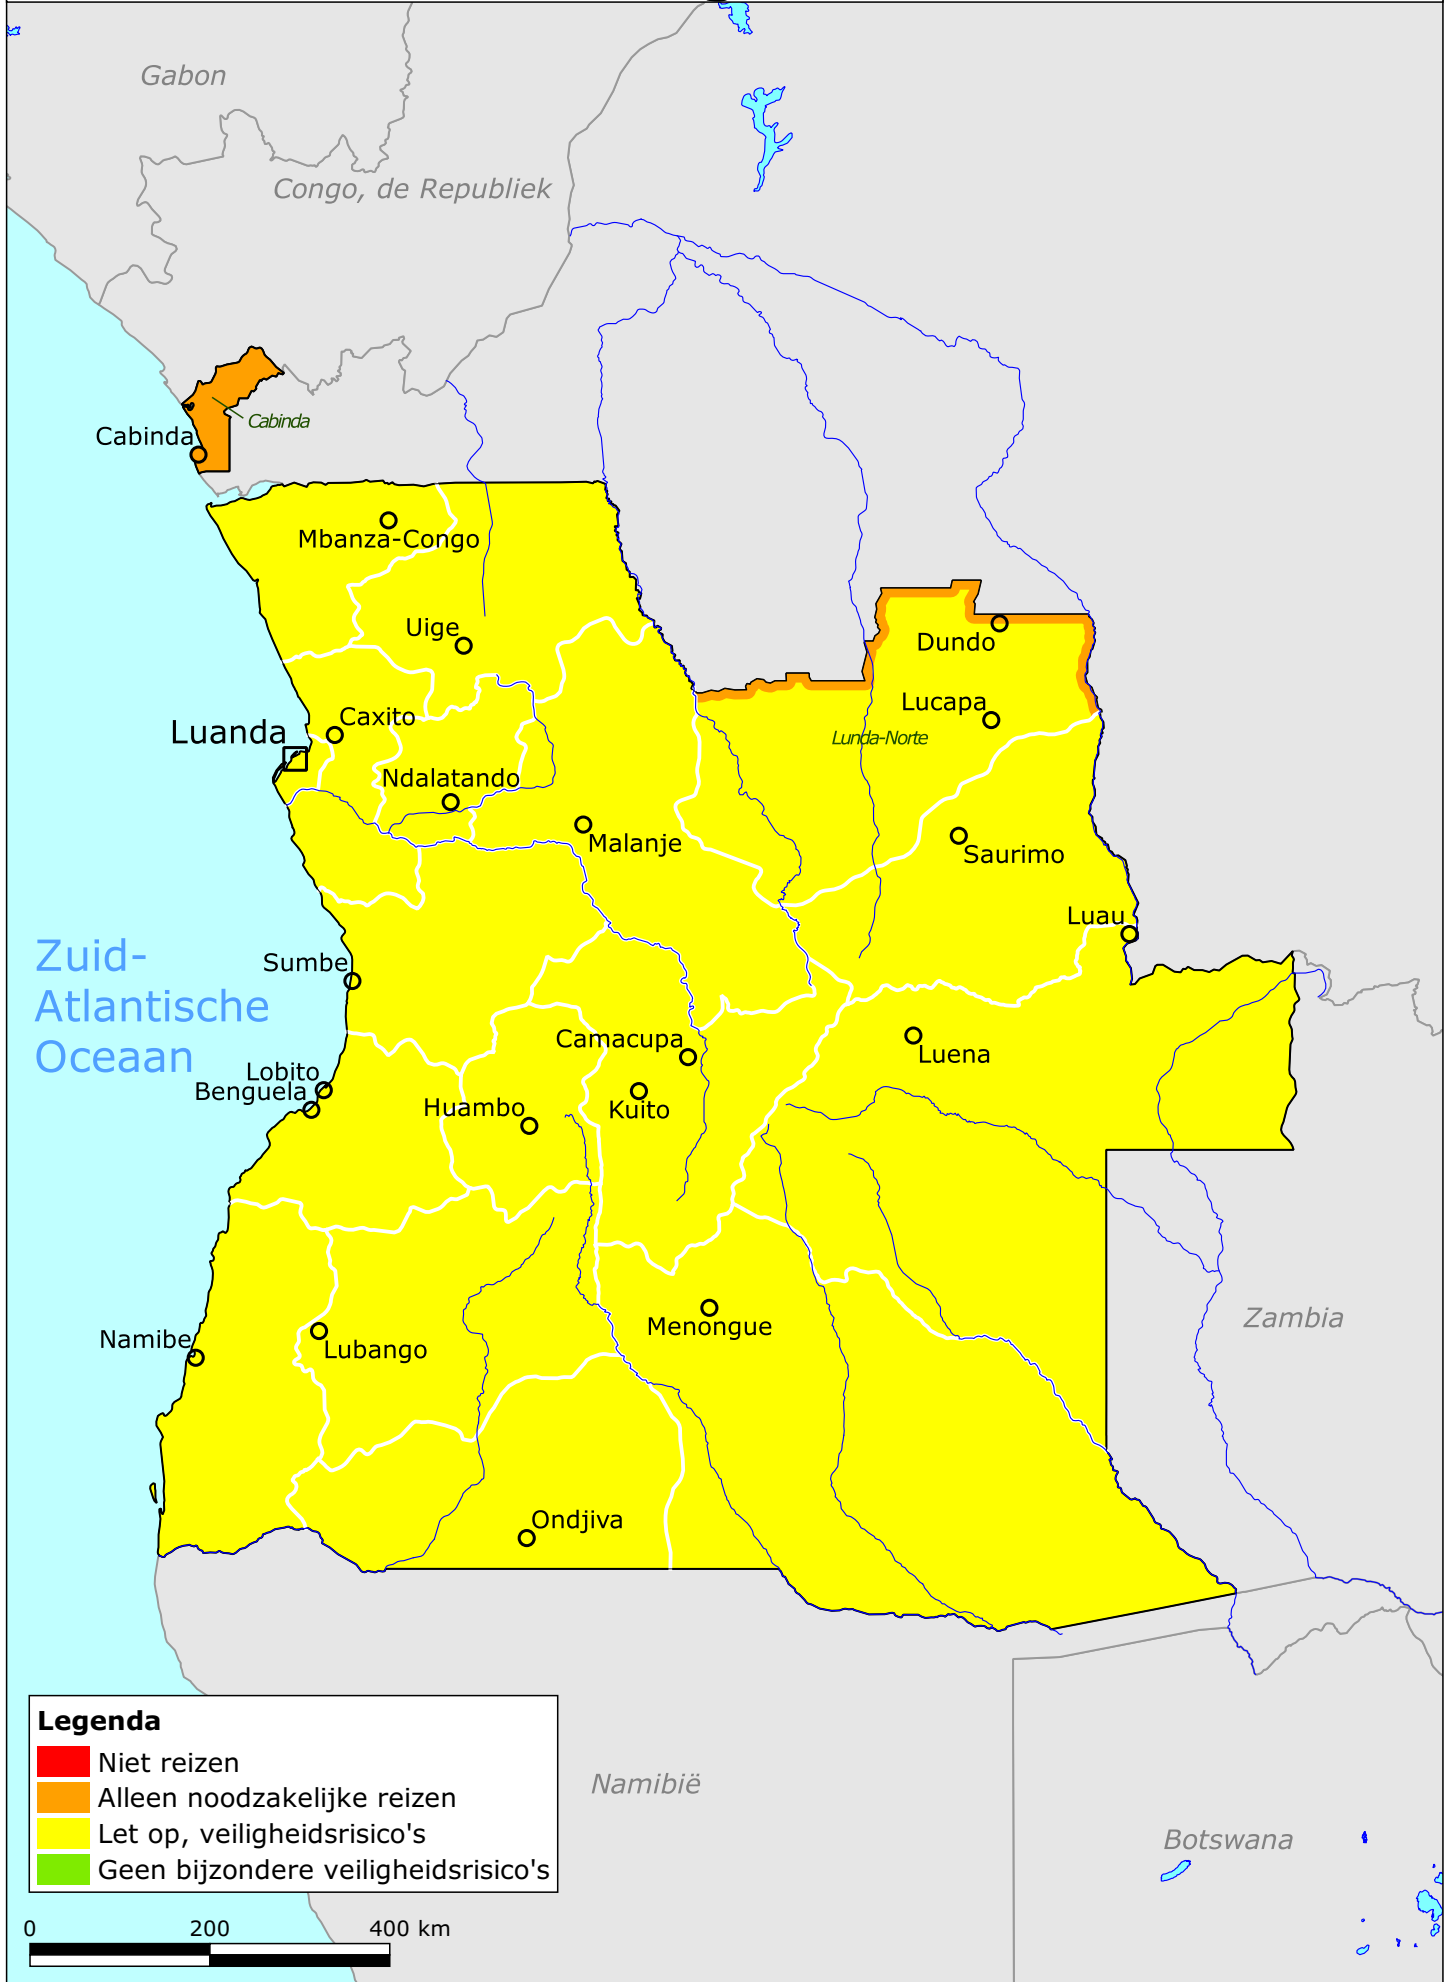 Gabon
Congo, de Republiek
Cabinda
Cabinda
Mbanza-Congo
Uige
Dundo
Lucapa
Caxito
Luanda
Lunda-Norte
Ndalatando
Malanje
Saurimo
Luau
Zuid-
Atlantische
Oceaan
Sumbe
Camacupa
Luena
Lobito
Benguela
Huambo
Kuito
Zambia
Menongue
Namibe
Lubango
Ondjiva
Legenda
Niet reizen
Alleen noodzakelijke reizen
Let op, veiligheidsrisico's
Geen bijzondere veiligheidsrisico's
Namibië
Botswana
0 200 400 km